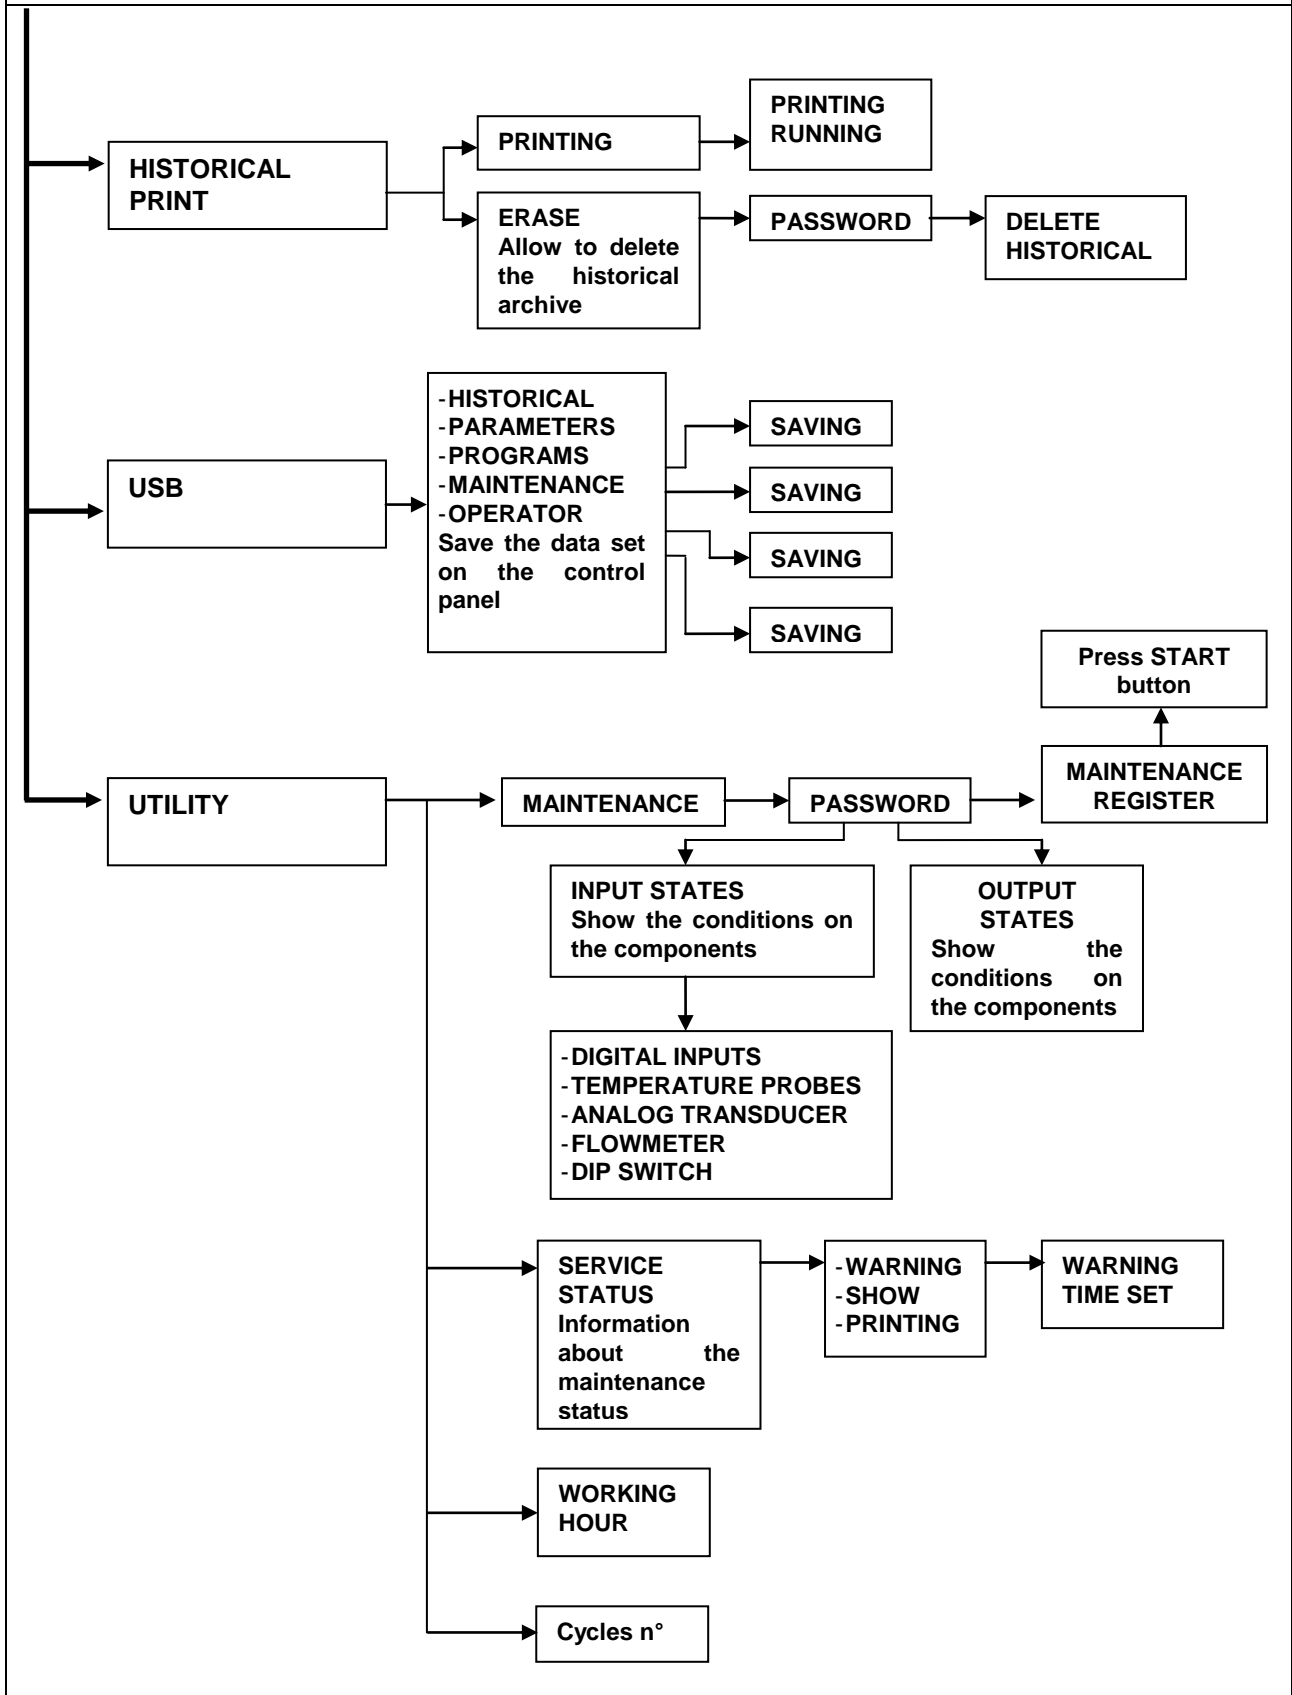 HISTORICAL
PRINT
PRINTING
PRINTING
RUNNING
ERASE
Allow to delete
the historical
archive
PASSWORD
DELETE
HISTORICAL
USB
-HISTORICAL
-PARAMETERS
-PROGRAMS
-MAINTENANCE
-OPERATOR
Save the data set
on the control
panel
SAVING
SAVING
SAVING
SAVING
UTILITY
MAINTENANCE
PASSWORD
MAINTENANCE
REGISTER
Press START
button
INPUT STATES
Show the conditions on
the components
OUTPUT
STATES
Show the
conditions on
the components
-DIGITAL INPUTS
-TEMPERATURE PROBES
-ANALOG TRANSDUCER
-FLOWMETER
-DIP SWITCH
SERVICE
STATUS
Information
about the
maintenance
status
-WARNING
-SHOW
-PRINTING
WARNING
TIME SET
WORKING
HOUR
Cycles n°